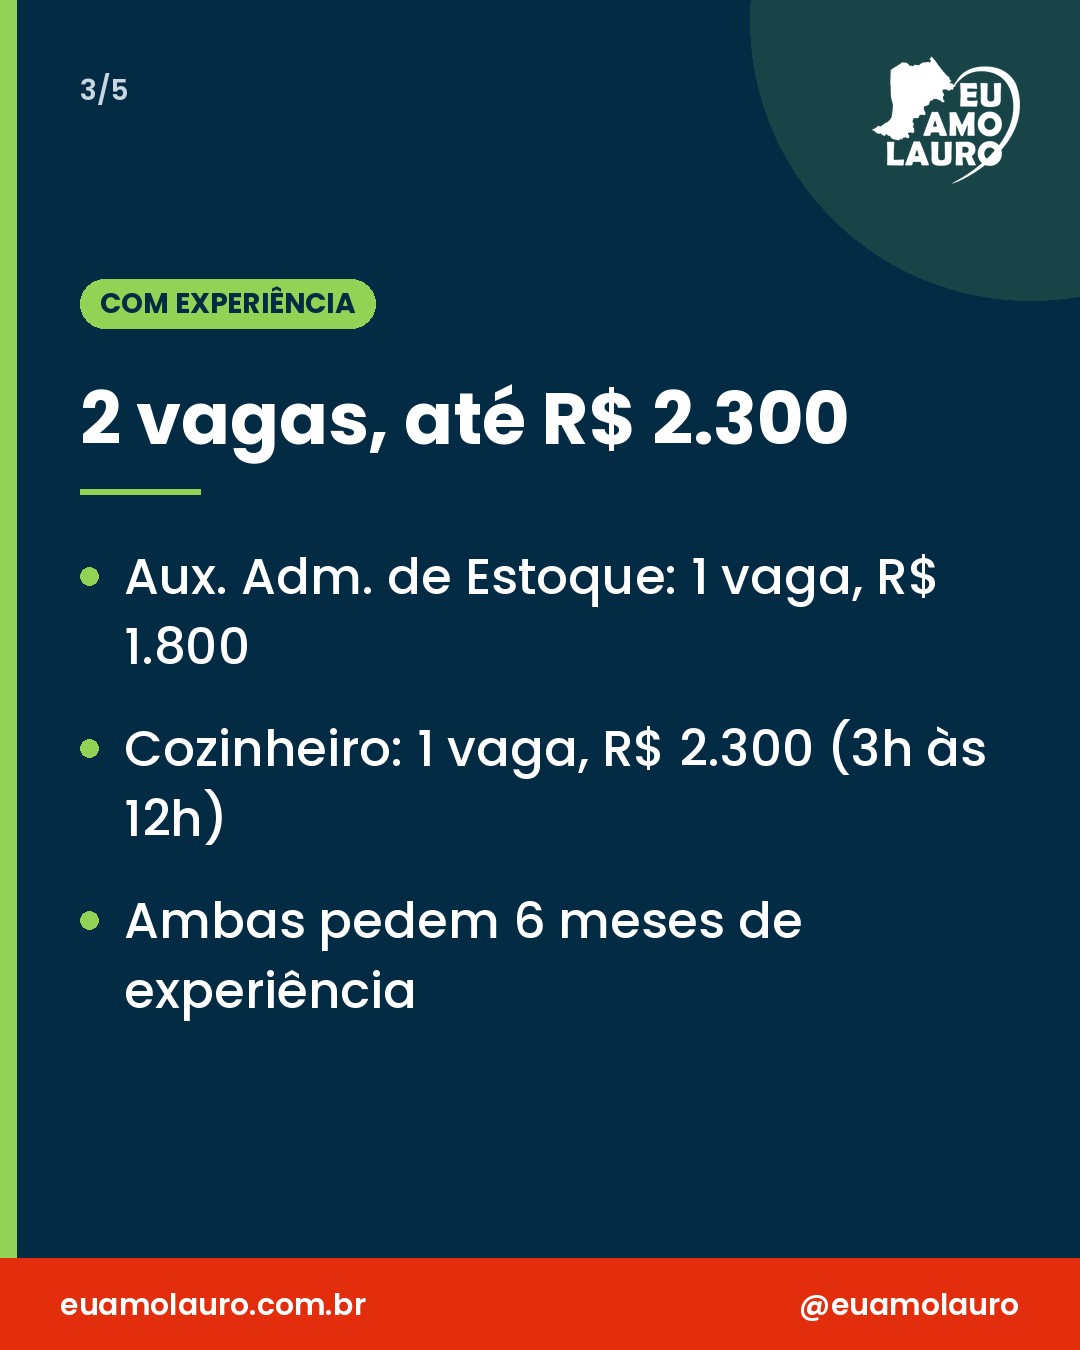 3/5
EU
AMO
LAURO
COM EXPERIÊNCIA
2 vagas, até R$ 2.300
Aux. Adm. de Estoque: 1 vaga, R$
1.800
Cozinheiro: 1 vaga, R$ 2.300 (3h às
12h)
Ambas pedem 6 meses de
experiência
euamolauro.com.br
@euamolauro